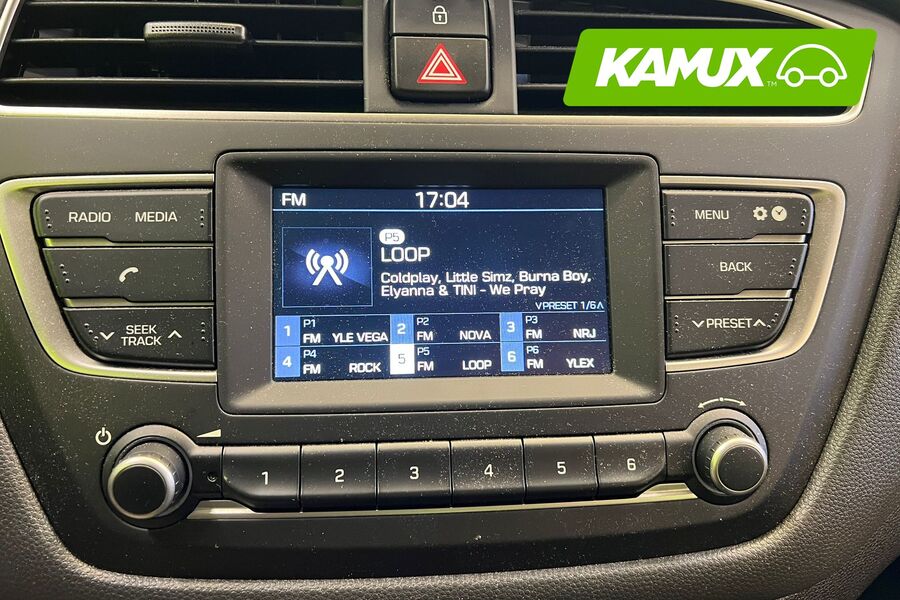 KAMUX™
FM 17:04
RADIO MEDIA
MENU
P5
LOOP
Coldplay, Little Simz, Burna Boy,
Elyanna & TINI - We Pray
BACK
PRESET 1/6
1 P1 FM YLE VEGA 2 P2 FM NOVA 3 P3 FM NRJ
4 P4 FM ROCK 5 P5 FM LOOP 6 P6 FM YLEX
SEEK
TRACK
PRESET
1 2 3 4 5 6